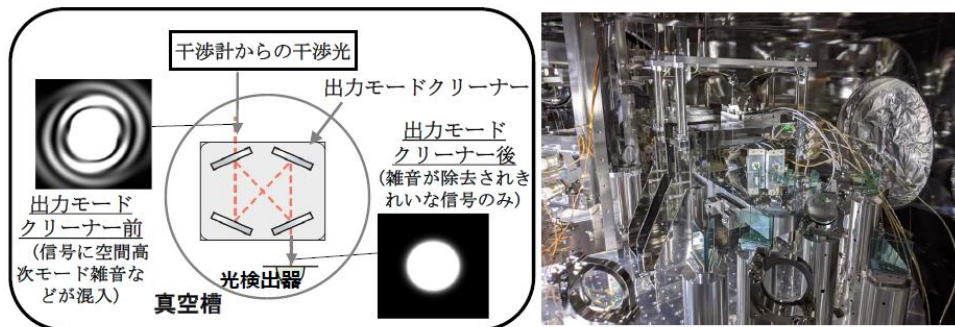 干渉計からの干渉光
出力モードクリーナー
出力モード
クリーナー前
(信号に空間高
次モード雑音な
どが混入)
出力モード
クリーナー後
(雑音が除去されき
れいな信号のみ)
光検出器
真空槽